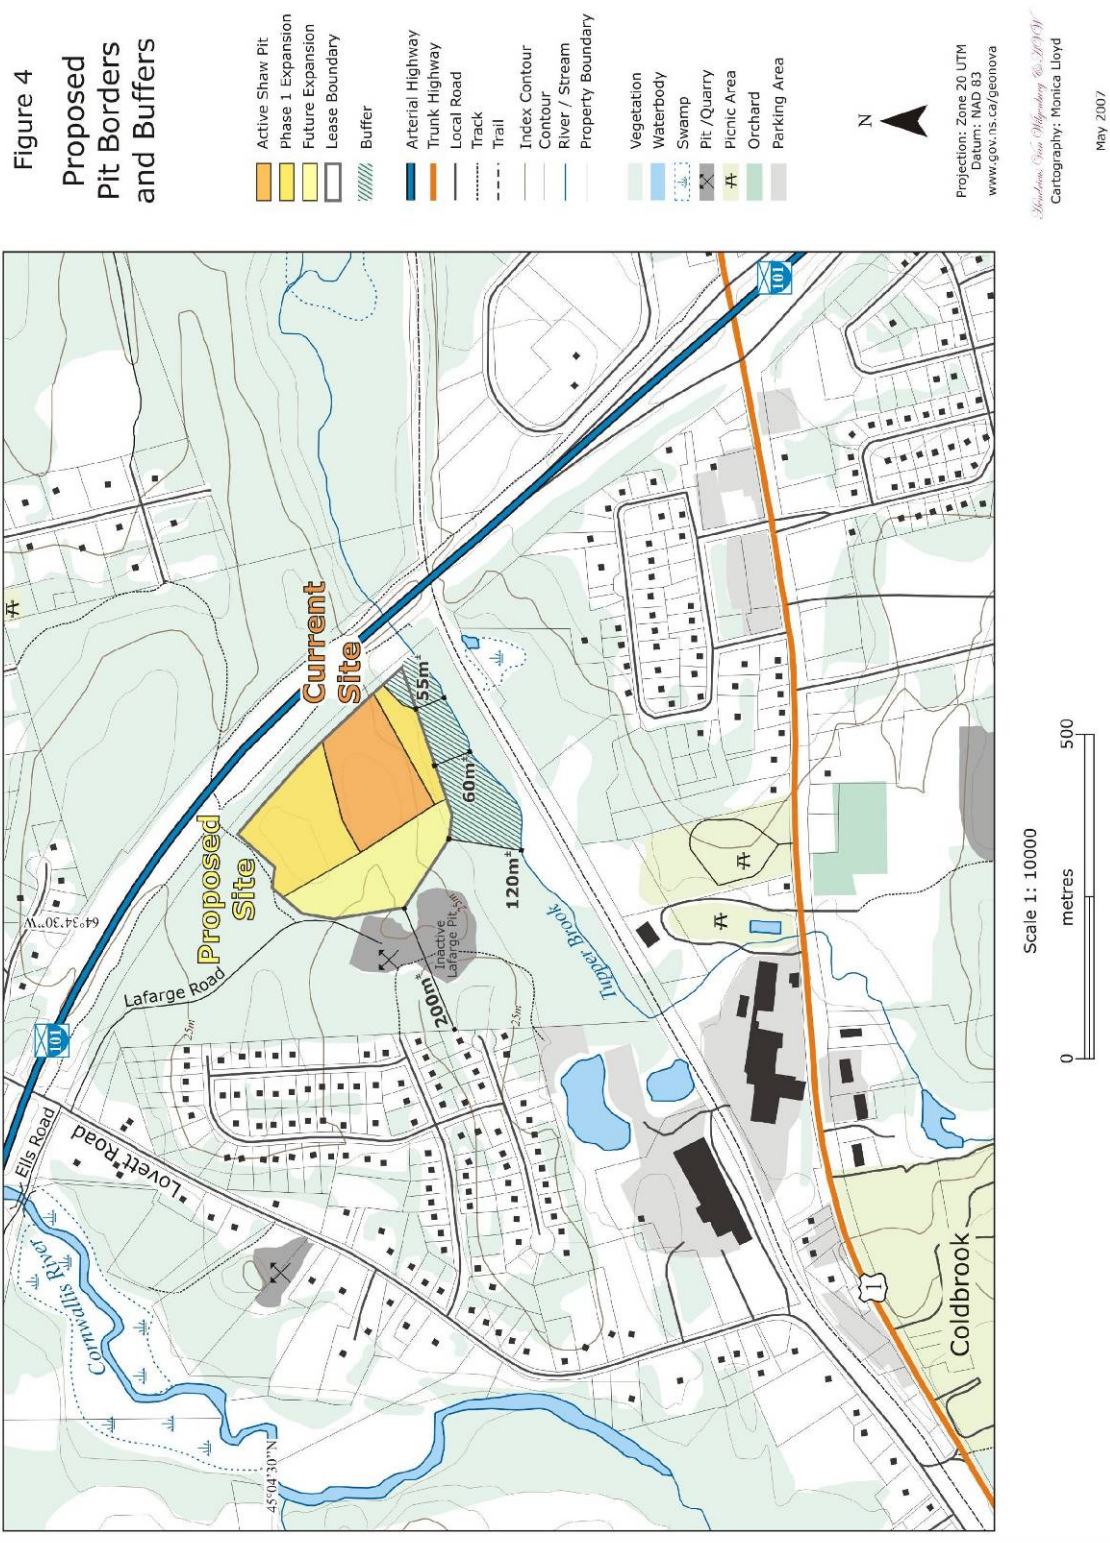 Figure 4
Proposed
Pit Borders
and Buffers
Active Shaw Pit
Phase 1 Expansion
Future Expansion
Lease Boundary
Buffer
Arterial Highway
Trunk Highway
Local Road
Track
Trail
Index Contour
Contour
River / Stream
Property Boundary
Vegetation
Waterbody
Swamp
Pit /Quarry
Picnic Area
Orchard
Parking Area
N
Projection: Zone 20 UTM
Datum: NAD 83
www.gov.ns.ca/geonova
Cartography: Monica Lloyd
May 2007
Cornwallis River
Ells Road
Lovett Road
101
64°34'30"W
Lafarge Road
25m
Proposed
Site
Current
Site
101
Inactive
Lafarge Pit
25m
200m±
120m±
60m±
55m±
25m
Tupper Brook
45°04'30"N
1
Coldbrook
Scale 1: 10000
0
metres
500